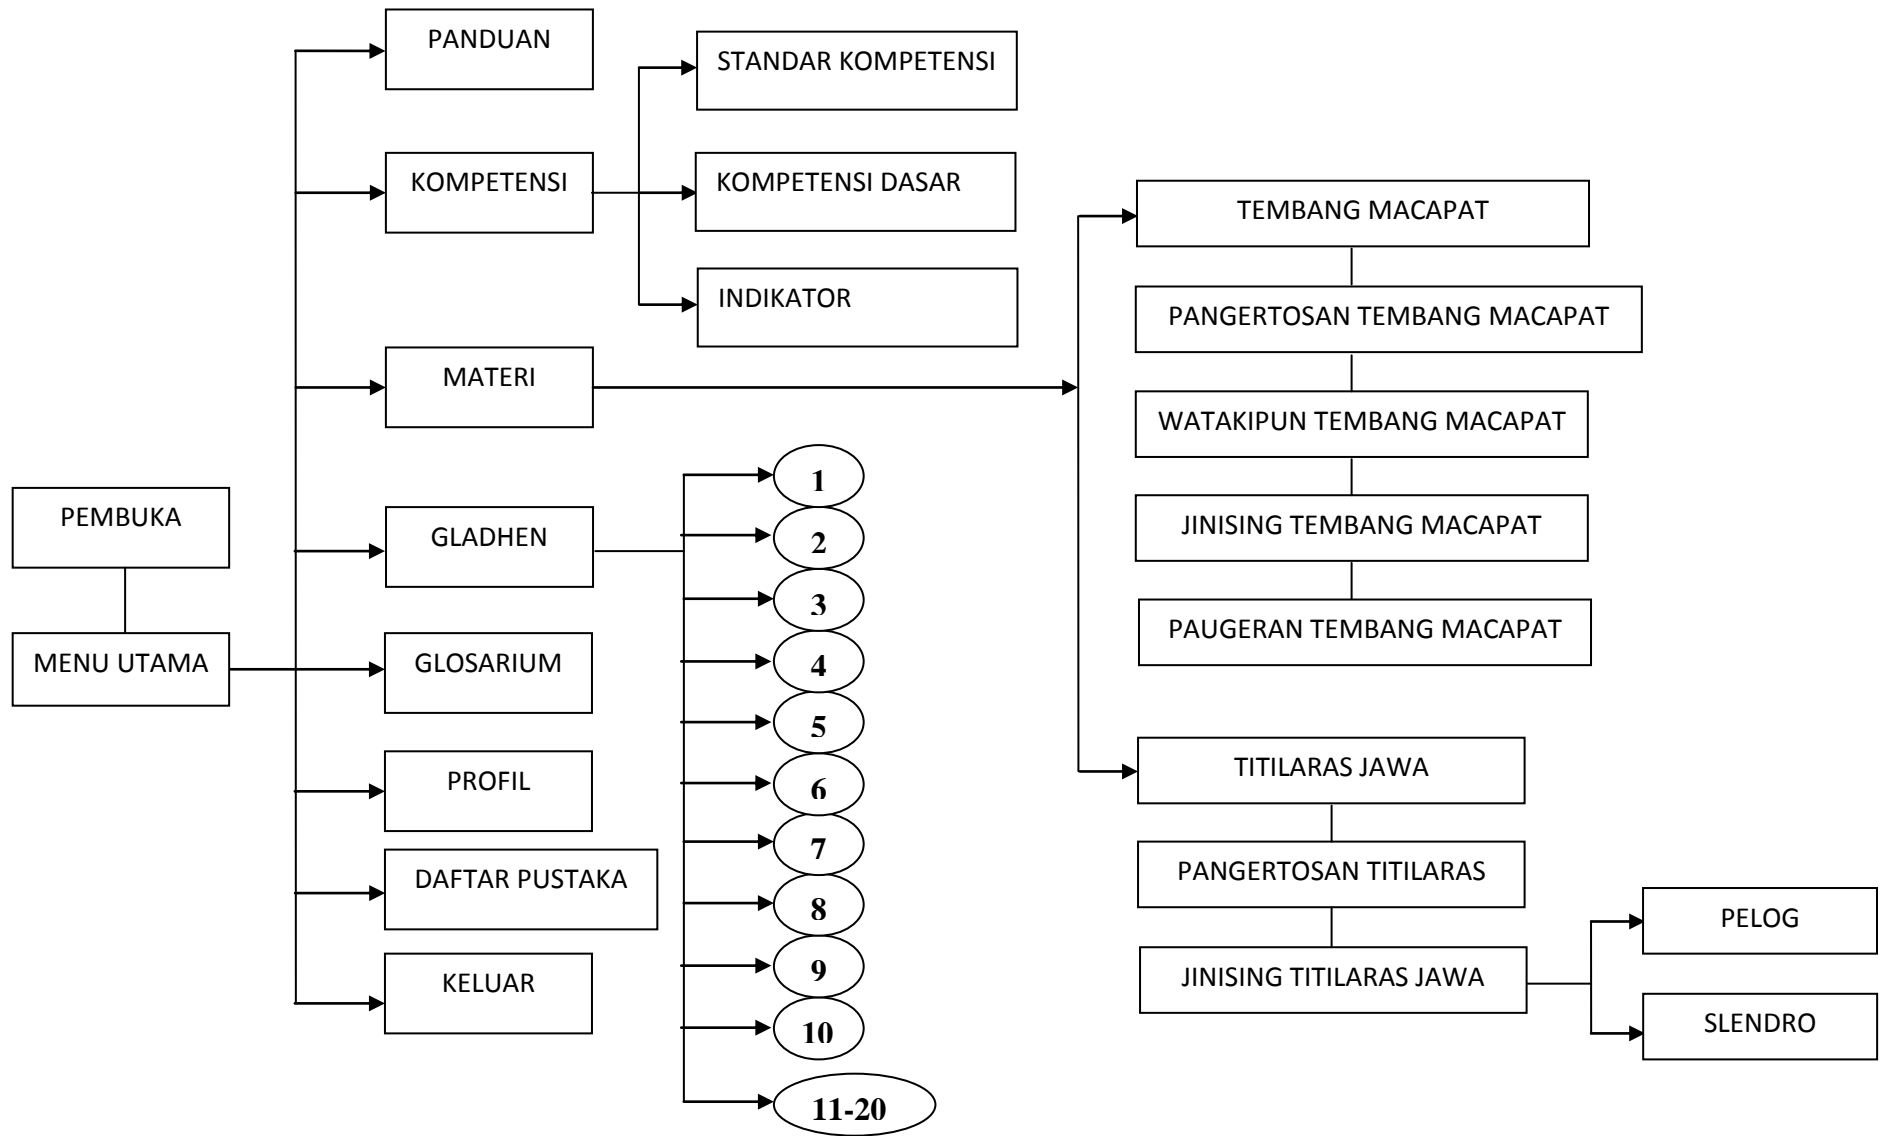 PANDUAN
STANDAR KOMPETENSI
KOMPETENSI
KOMPETENSI DASAR
INDIKATOR
MATERI
TEMBANG MACAPAT
PANGERTOSAN TEMBANG MACAPAT
WATAKIPUN TEMBANG MACAPAT
JINISING TEMBANG MACAPAT
PAUGERAN TEMBANG MACAPAT
PEMBUKA
MENU UTAMA
GLADHEN
1
2
3
4
5
6
7
8
9
10
11-20
GLOSARIUM
PROFIL
DAFTAR PUSTAKA
KELUAR
TITILARAS JAWA
PANGERTOSAN TITILARAS
JINISING TITILARAS JAWA
PELOG
SLENDRO